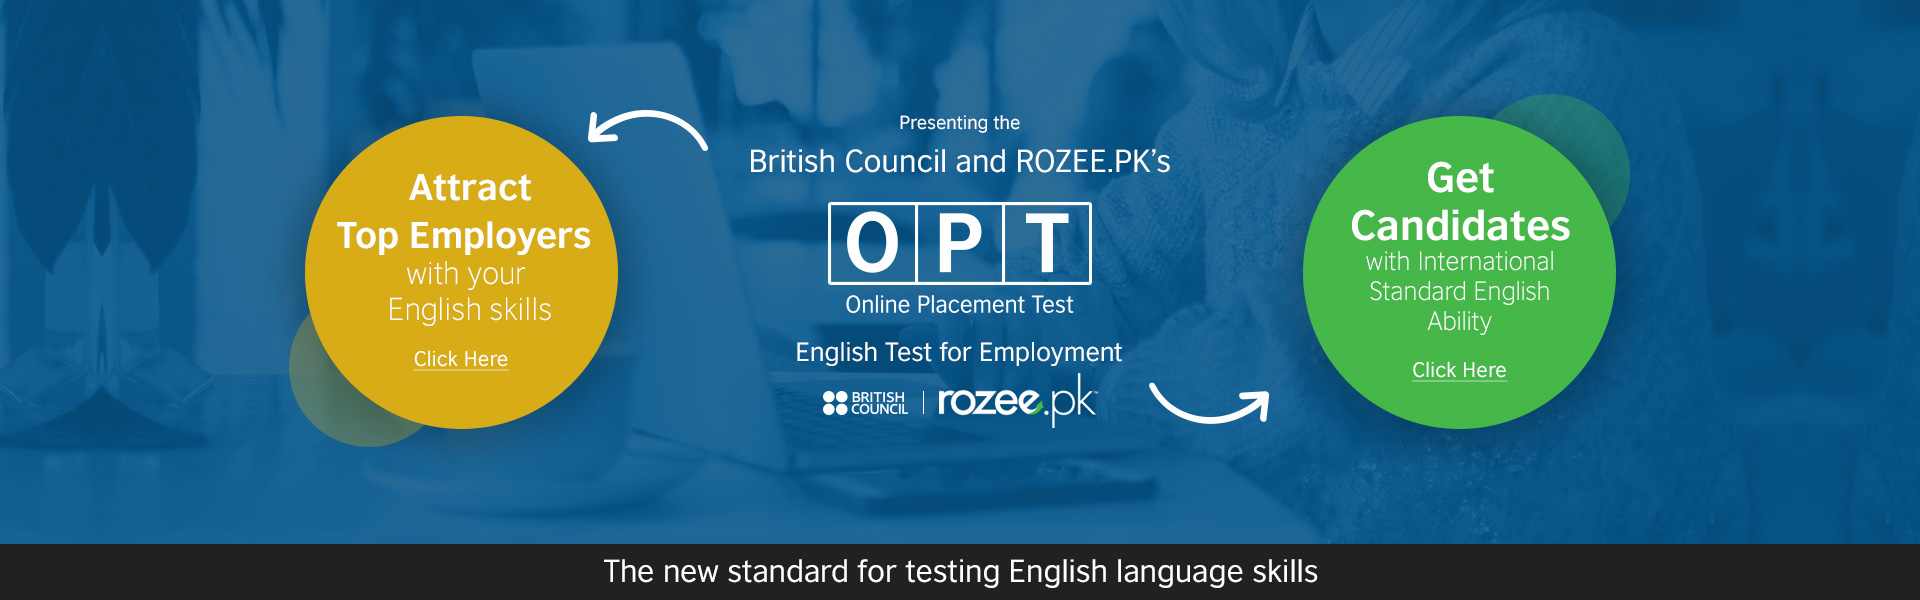 Attract
Top Employers
with your
English skills
Click Here
Presenting the
British Council and ROZEE.PK’s
OPT
Online Placement Test
English Test for Employment
BRITISH
COUNCIL
rozee.pk
Get
Candidates
with International
Standard English
Ability
Click Here
The new standard for testing English language skills